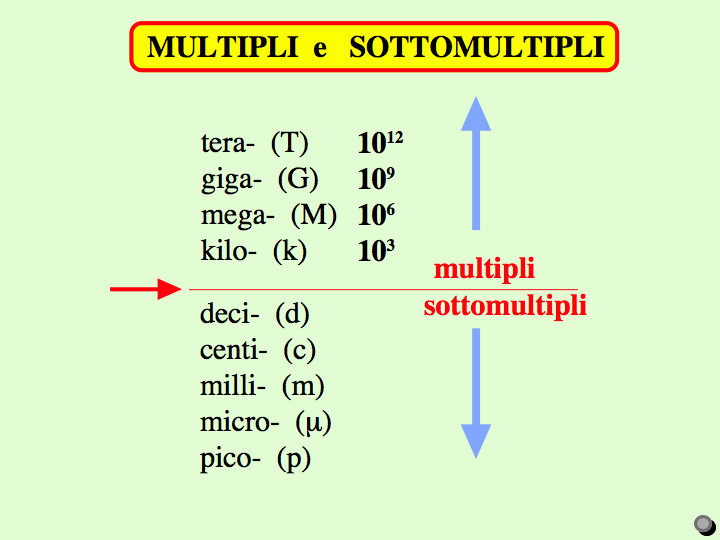 MULTIPLI e SOTTOMULTIPLI
tera- (T) 10¹²
giga- (G) 10⁹
mega- (M) 10⁶
kilo- (k) 10³
multipli
sottomultipli
deci- (d)
centi- (c)
milli- (m)
micro- (μ)
pico- (p)